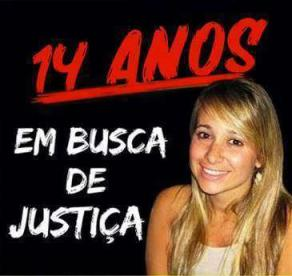 14 ANOS
EM BUSCA
DE
JUSTIÇA